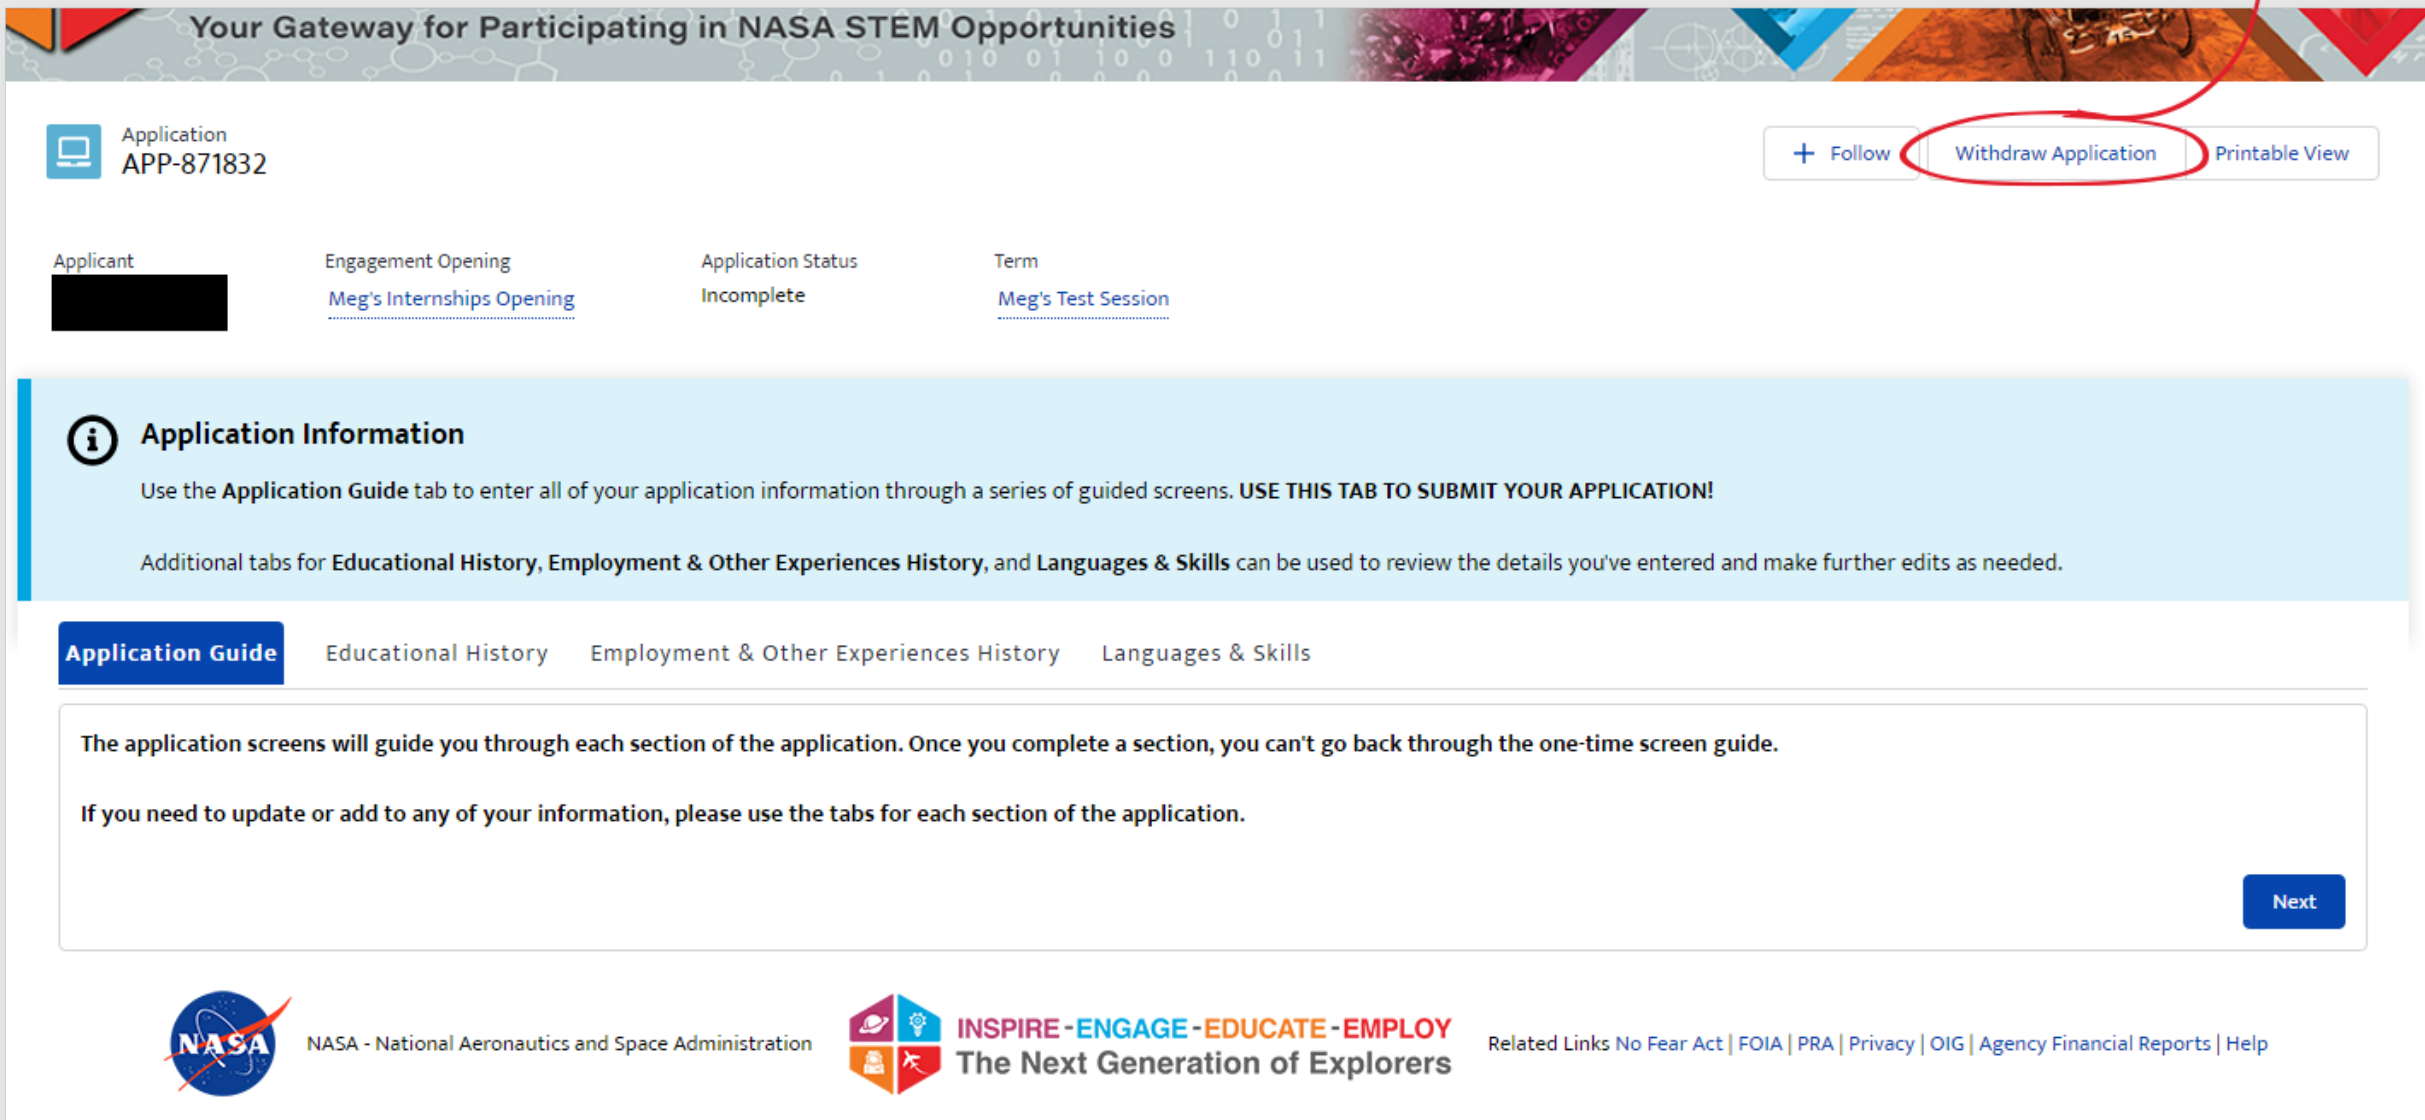 Your Gateway for Participating in NASA STEM Opportunities
Application
APP-871832
+ Follow
Withdraw Application
Printable View
Applicant
Engagement Opening
Application Status
Term
Meg's Internships Opening
Incomplete
Meg's Test Session
Application Information
Use the Application Guide tab to enter all of your application information through a series of guided screens. USE THIS TAB TO SUBMIT YOUR APPLICATION!
Additional tabs for Educational History, Employment & Other Experiences History, and Languages & Skills can be used to review the details you've entered and make further edits as needed.
Application Guide
Educational History
Employment & Other Experiences History
Languages & Skills
The application screens will guide you through each section of the application. Once you complete a section, you can't go back through the one-time screen guide.
If you need to update or add to any of your information, please use the tabs for each section of the application.
Next
NASA
NASA - National Aeronautics and Space Administration
INSPIRE-ENGAGE-EDUCATE-EMPLOY
The Next Generation of Explorers
Related Links No Fear Act | FOIA | PRA | Privacy | OIG | Agency Financial Reports | Help